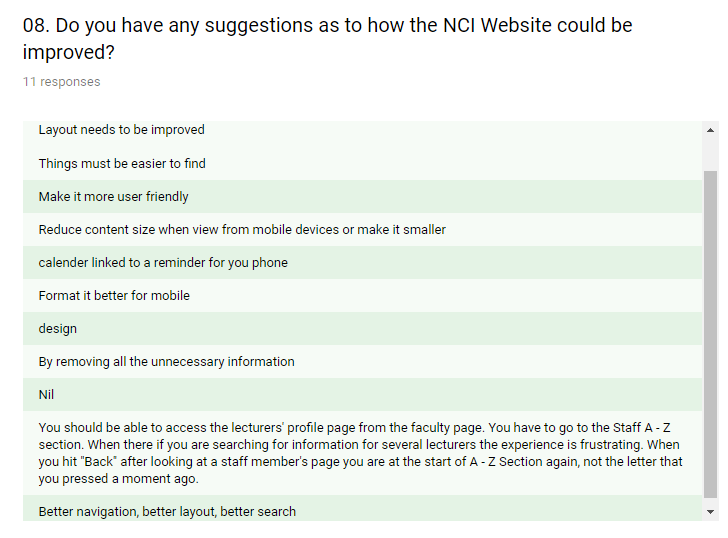 08. Do you have any suggestions as to how the NCI Website could be
improved?
11 responses
Layout needs to be improved
Things must be easier to find
Make it more user friendly
Reduce content size when view from mobile devices or make it smaller
calender linked to a reminder for you phone
Format it better for mobile
design
By removing all the unnecessary information
Nil
You should be able to access the lecturers' profile page from the faculty page. You have to go to the Staff A - Z
section. When there if you are searching for information for several lecturers the experience is frustrating. When
you hit "Back" after looking at a staff member's page you are at the start of A - Z Section again, not the letter that
you pressed a moment ago.
Better navigation, better layout, better search